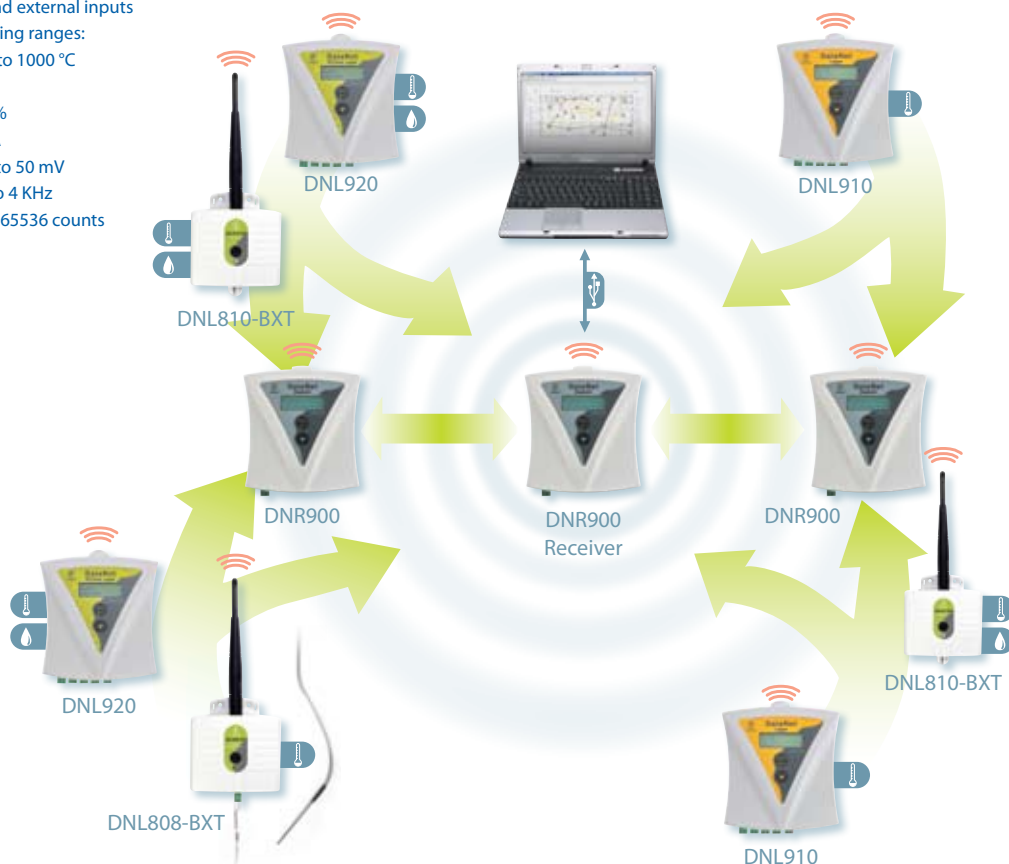 nd external inputs
ing ranges:
to 1000 °C
%
to 50 mV
o 4 KHz
65536 counts
DNL920
DNL910
DNL810-BXT
DNR900
DNR900
Receiver
DNR900
DNL920
DNL810-BXT
DNL808-BXT
DNL910